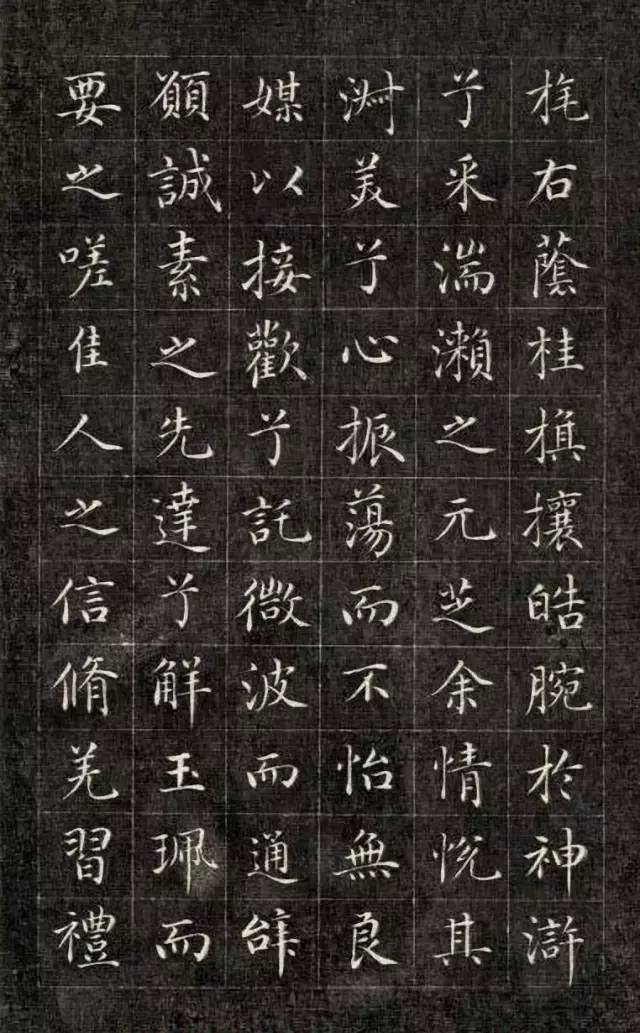 旄右蔭桂旗攘皓腕於神滸
兮采湍瀨之元芝余情悅其
淑美兮心振蕩而不怡無良
媒以接歡兮託微波而通辝
願誠素之先達兮解玉珮而
要之嗟佳人之信脩羌習禮